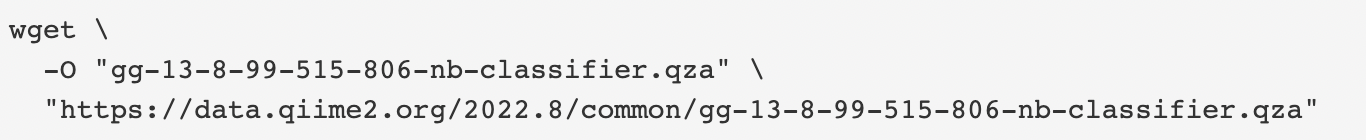 wget \
  -O "gg-13-8-99-515-806-nb-classifier.qza" \
  "https://data.qiime2.org/2022.8/common/gg-13-8-99-515-806-nb-classifier.qza"